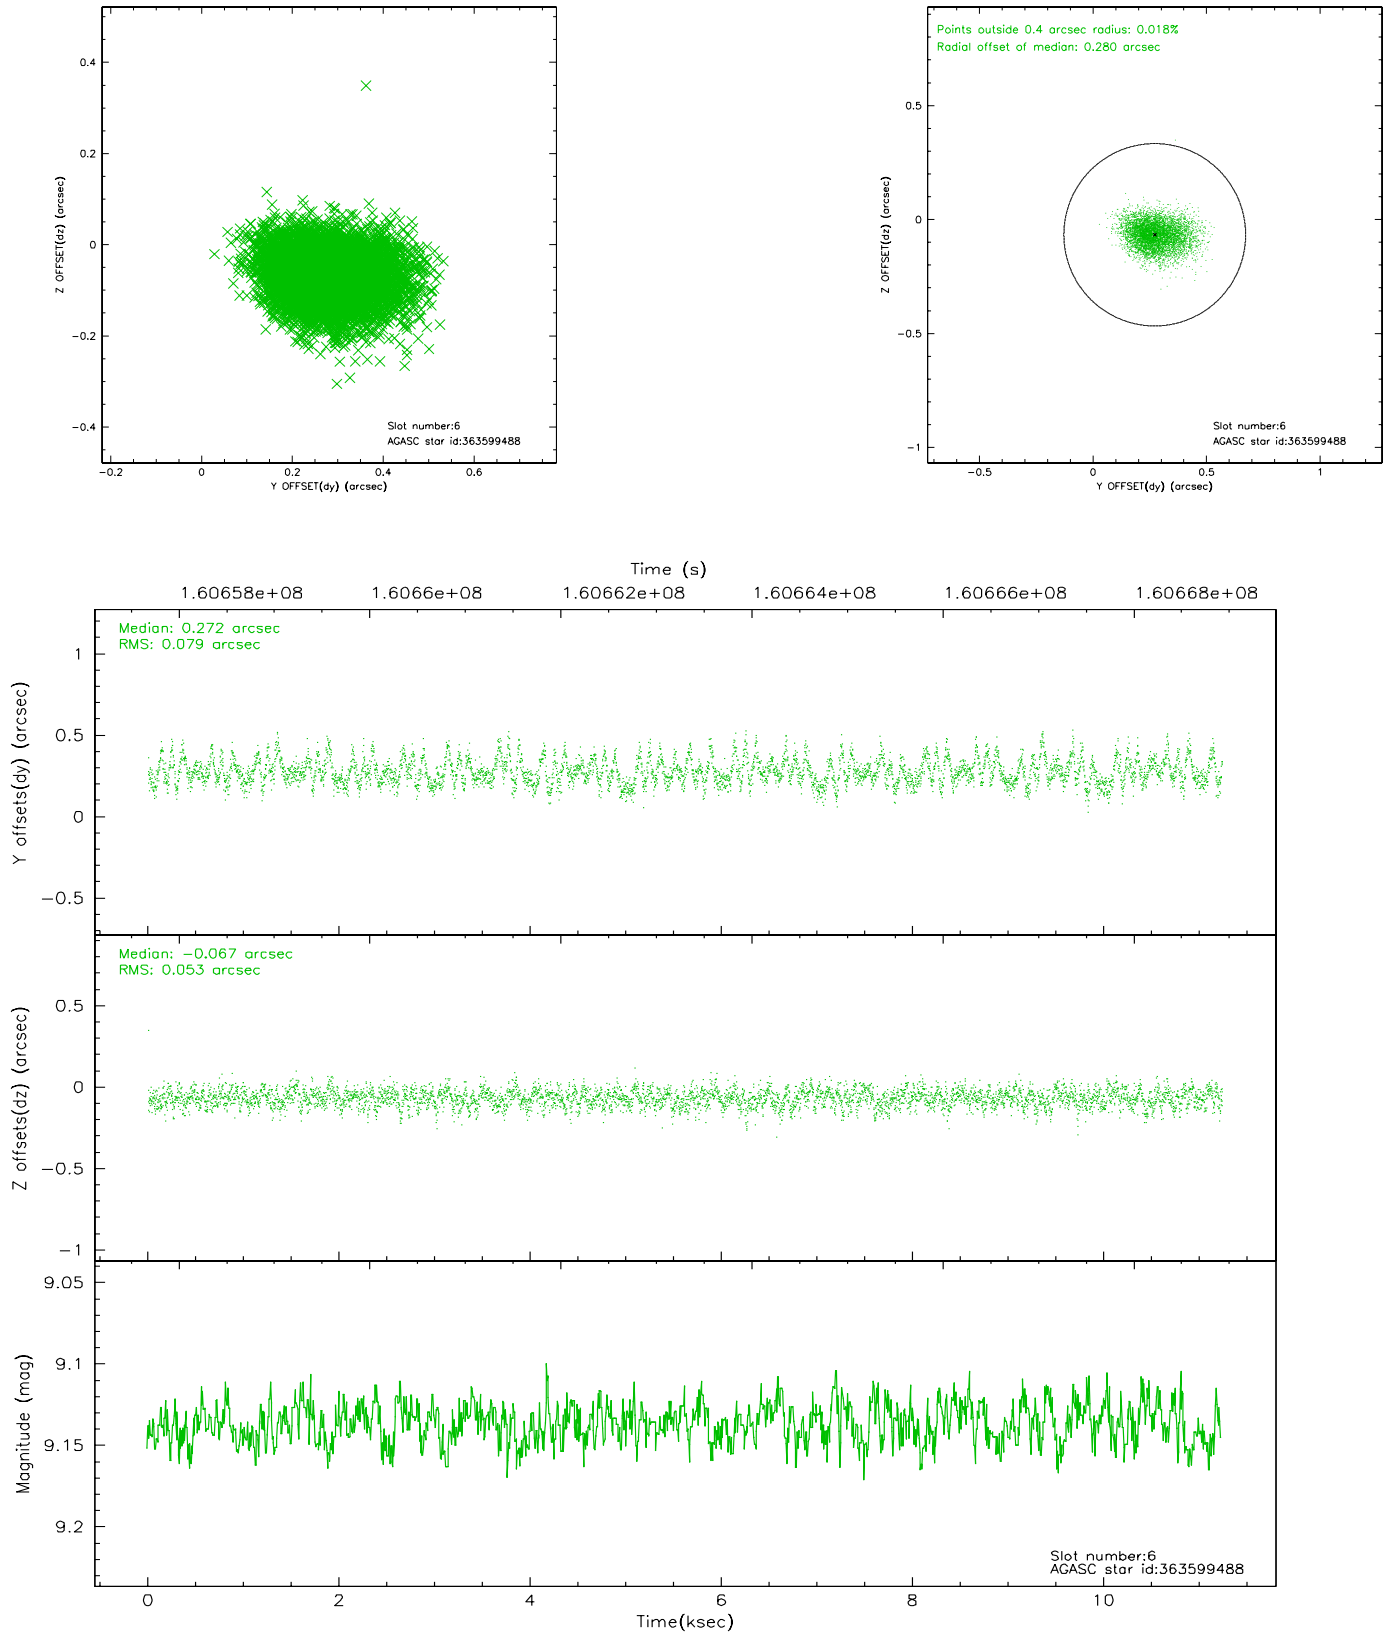 0.4
0.2
0
−0.2
−0.4
Z OFFSET(dz) (arcsec)
−0.2 0 0.2 0.4 0.6
Y OFFSET(dy) (arcsec)
Slot number:6
AGASC star id:363599488
Points outside 0.4 arcsec radius: 0.018%
Radial offset of median: 0.280 arcsec
0.5
0
−0.5
−1
Z OFFSET(dz) (arcsec)
−0.5 0 0.5 1
Y OFFSET(dy) (arcsec)
Slot number:6
AGASC star id:363599488
Time (s)
1.60658e+08 1.6066e+08 1.60662e+08 1.60664e+08 1.60666e+08 1.60668e+08
Median: 0.272 arcsec
RMS: 0.079 arcsec
1
0.5
0
−0.5
Y offsets(dy) (arcsec)
Median: −0.067 arcsec
RMS: 0.053 arcsec
0.5
0
−0.5
−1
Z offsets(dz) (arcsec)
9.05
9.1
9.15
9.2
Magnitude (mag)
Slot number:6
AGASC star id:363599488
0 2 4 6 8 10
Time(ksec)